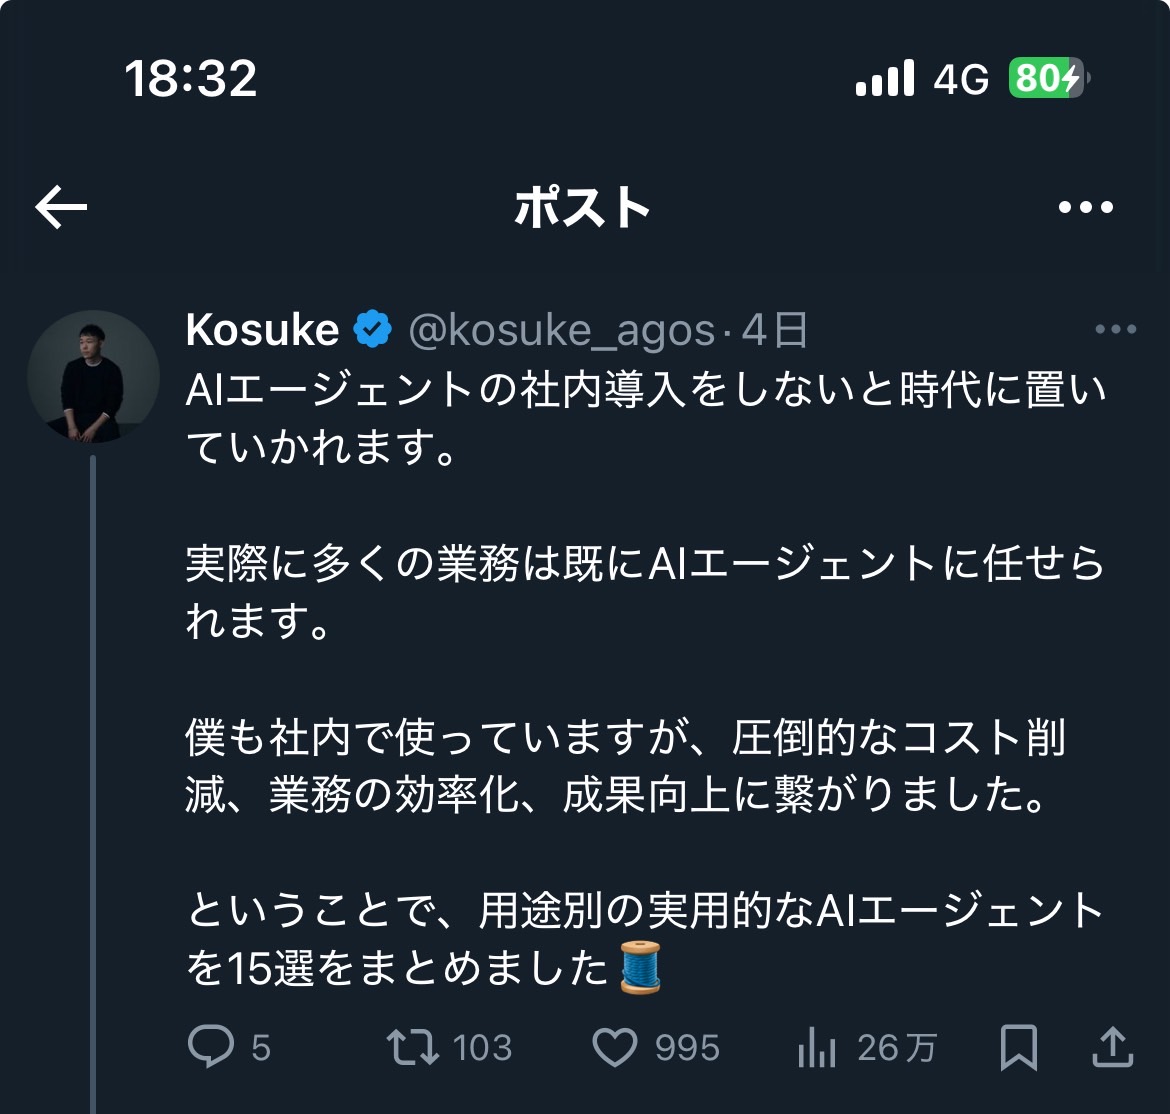 18:32 4G 80
ポスト
Kosuke @kosuke_agos·4日
AIエージェントの社内導入をしないと時代に置い
ていかれます。
実際に多くの業務は既にAIエージェントに任せら
れます。
僕も社内で使っていますが、圧倒的なコスト削
減、業務の効率化、成果向上に繋がりました。
ということで、用途別の実用的なAIエージェント
を15選をまとめました🧵
5 103 995 26万